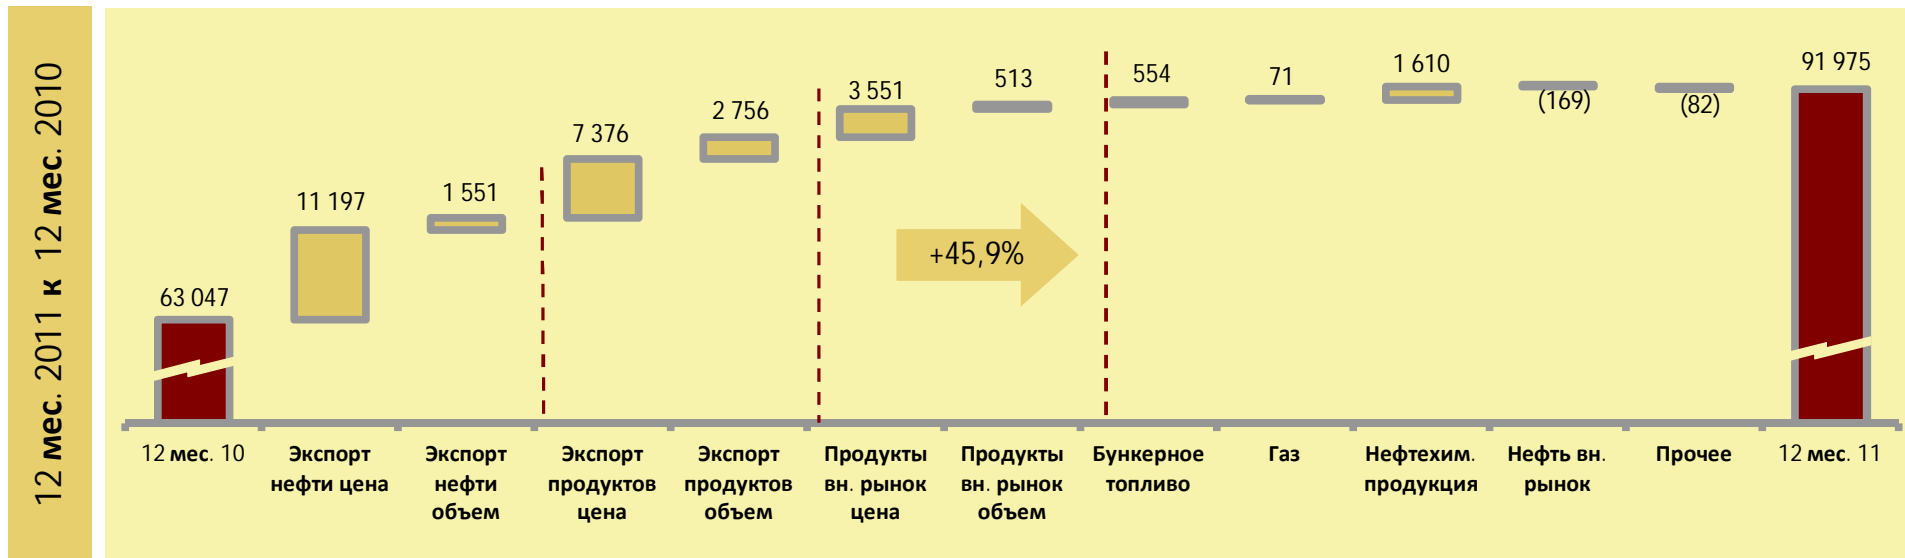 12 мес. 2011 к 12 мес. 2010
63 047
11 197
1 551
7 376
2 756
3 551
513
554
71
1 610
(169)
(82)
91 975
+45,9%
12 мес. 10
Экспорт
нефти цена
Экспорт
нефти
объем
Экспорт
продуктов
цена
Экспорт
продуктов
объем
Продукты
вн. рынок
цена
Продукты
вн. рынок
объем
Бункерное
топливо
Газ
Нефтехим.
продукция
Нефть вн.
рынок
Прочее
12 мес. 11